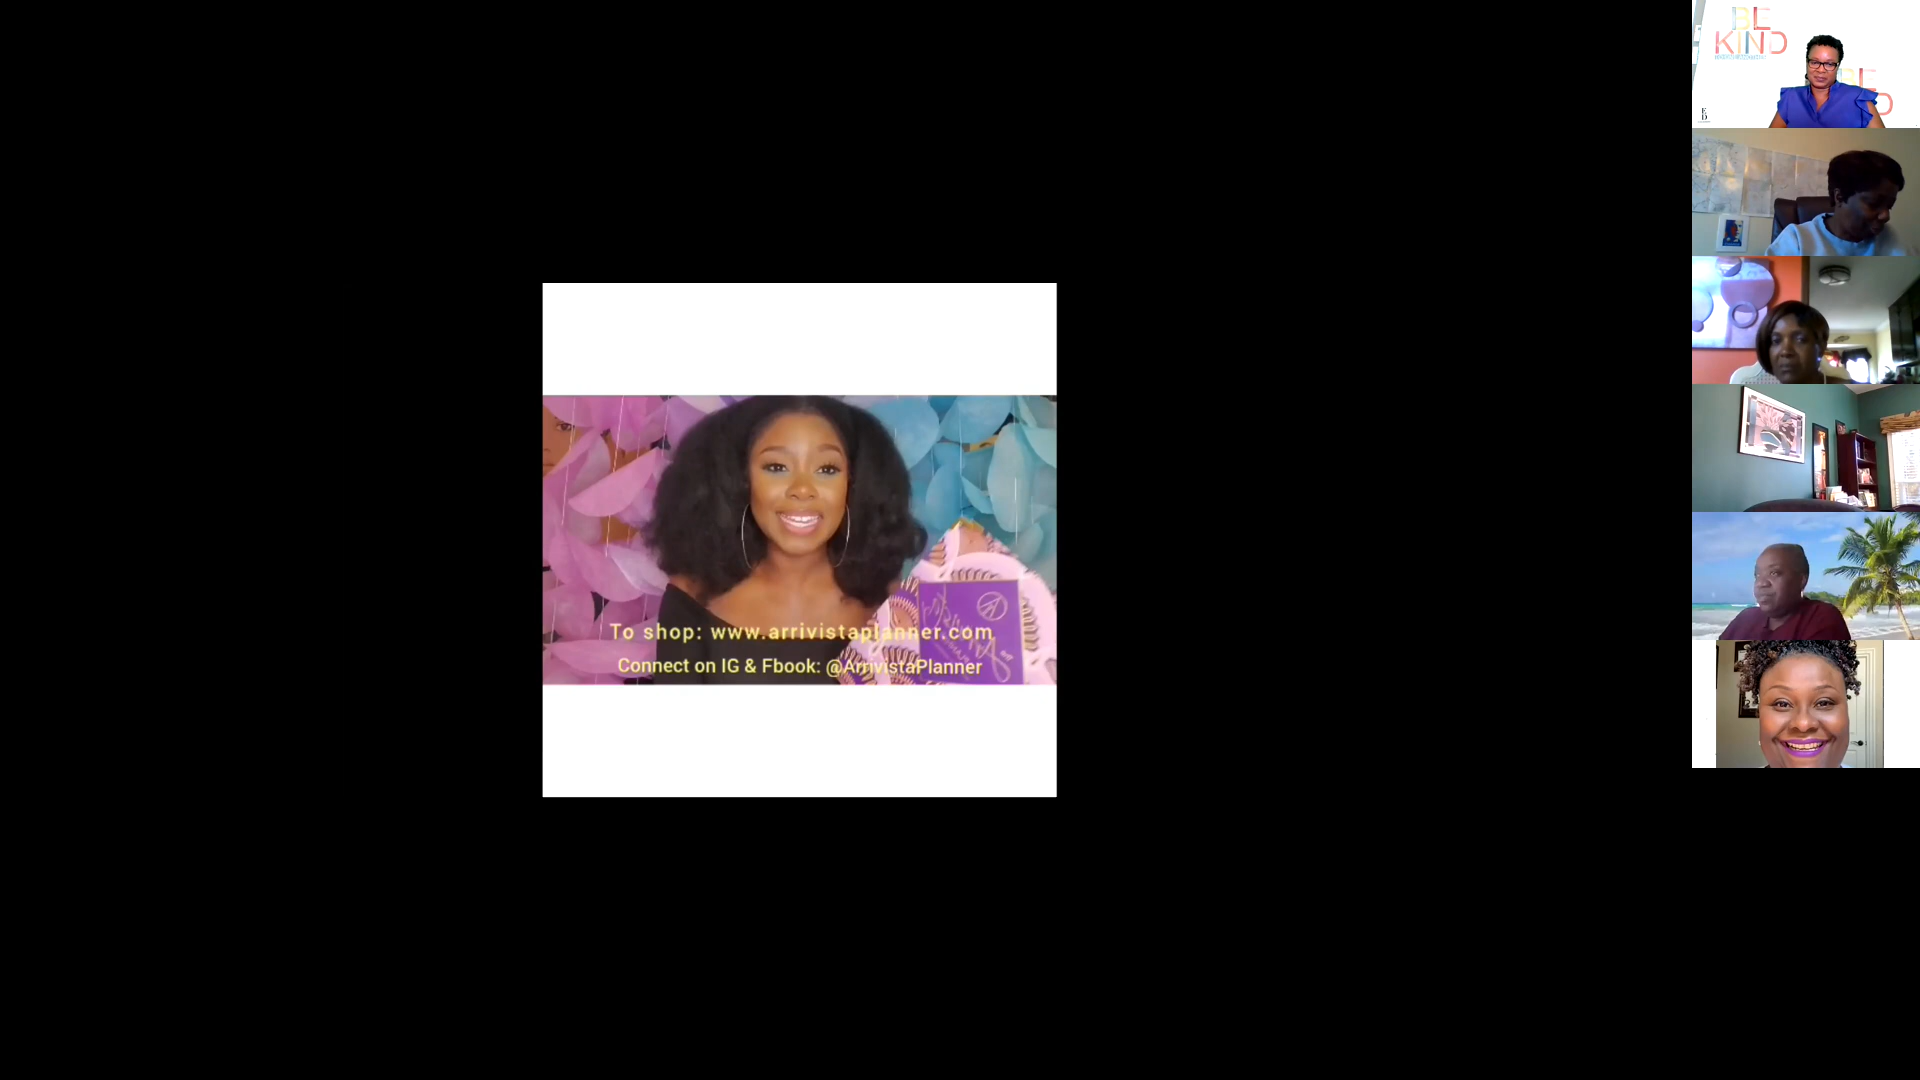 To shop: www.arrivistaplanner.com
Connect on IG & Fbook: @ArrivistaPlanner
BE
KIND